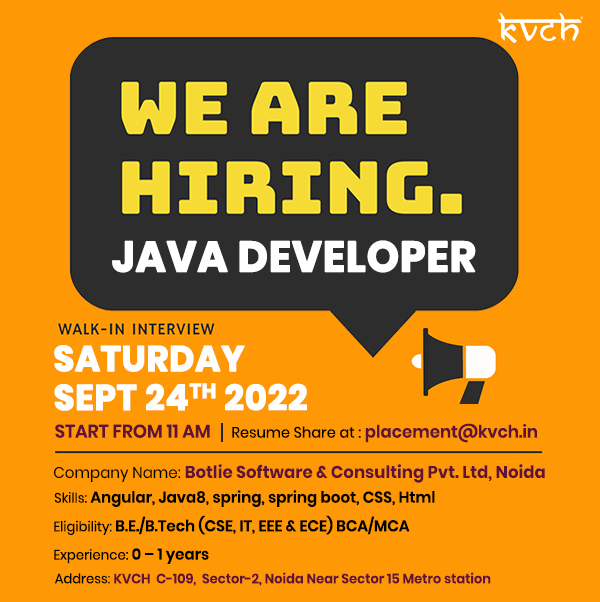 kvch
WE ARE
HIRING.
JAVA DEVELOPER
WALK-IN INTERVIEW
SATURDAY
SEPT 24TH 2022
START FROM 11 AM | Resume Share at : placement@kvch.in
Company Name: Botlie Software & Consulting Pvt. Ltd, Noida
Skills: Angular, Java8, spring, spring boot, CSS, Html
Eligibility: B.E./B.Tech (CSE, IT, EEE & ECE) BCA/MCA
Experience: 0 – 1 years
Address: KVCH C-109, Sector-2, Noida Near Sector 15 Metro station